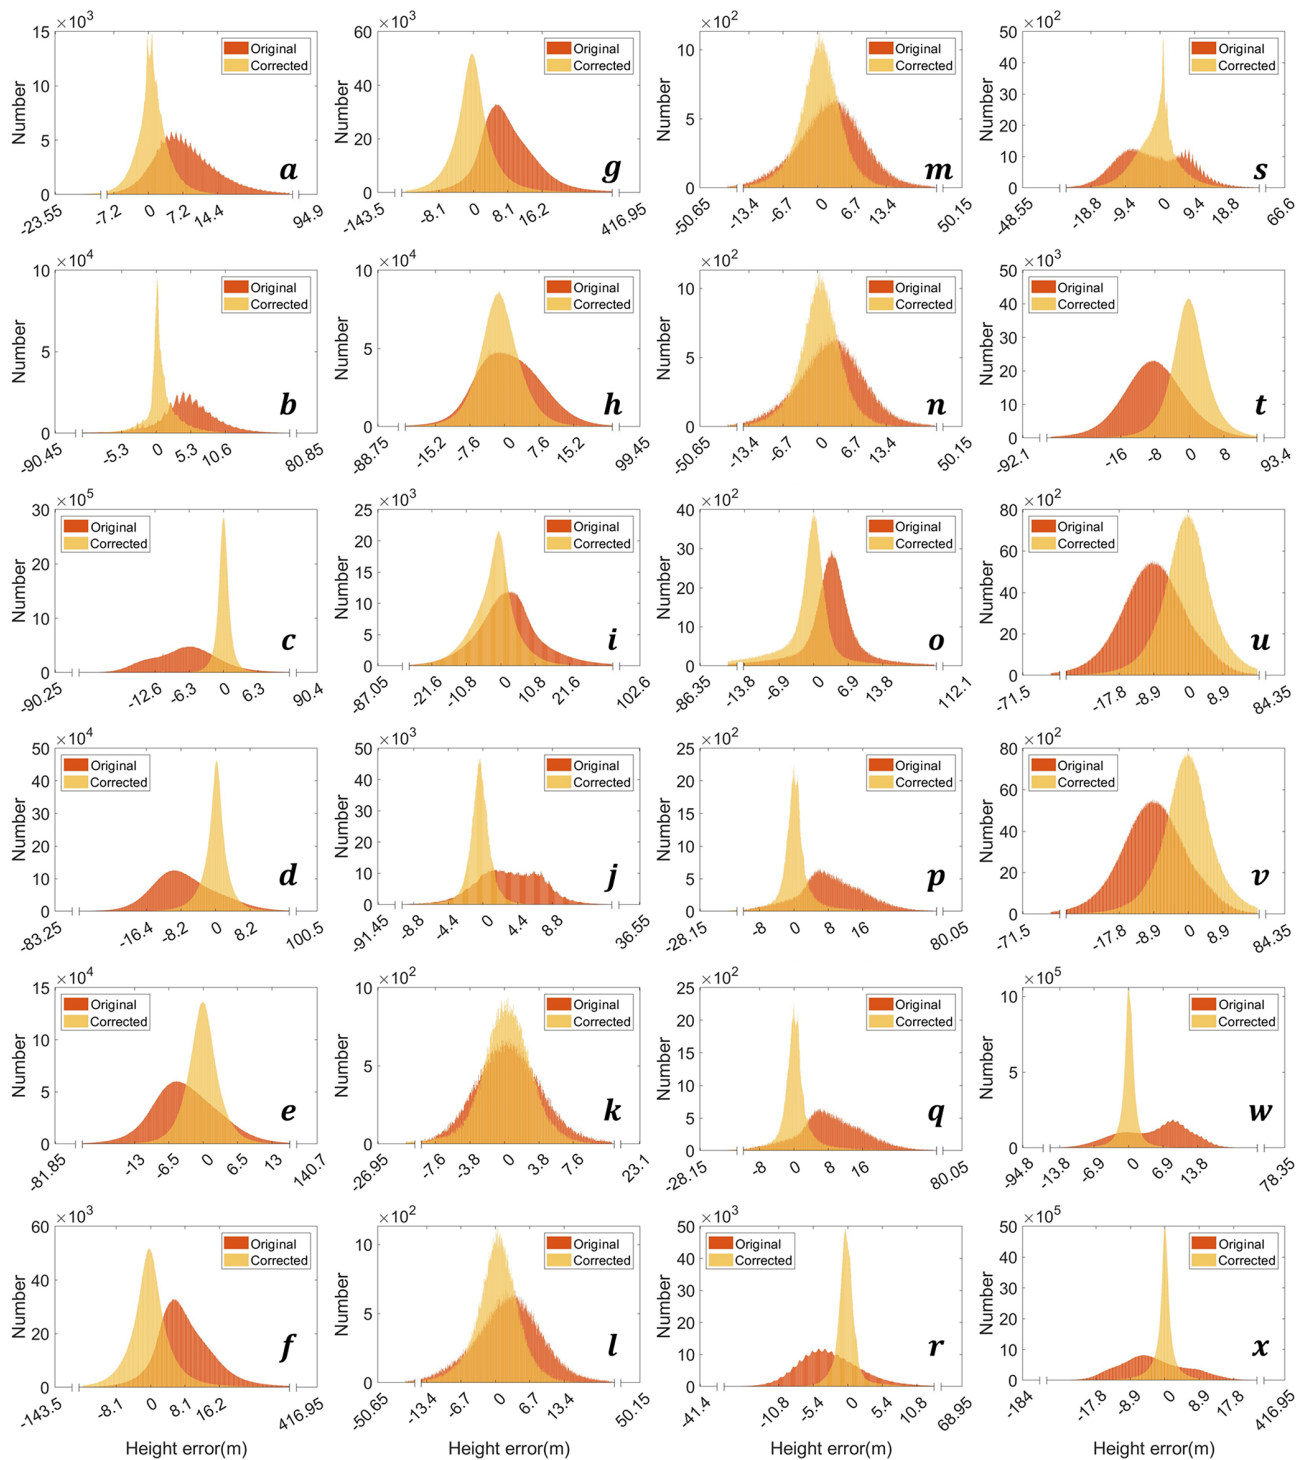 ×10³
15
10
5
0
Number
Original
Corrected
a
-23.55 -7.2 0 7.2 14.4 94.9
×10⁴
10
5
0
Number
Original
Corrected
b
-90.45 -5.3 0 5.3 10.6 80.85
×10⁵
30
20
10
0
Number
Original
Corrected
c
-90.25 -12.6 -6.3 0 6.3 90.4
×10⁴
50
40
30
20
10
0
Number
Original
Corrected
d
-83.25 -16.4 -8.2 0 8.2 100.5
×10⁴
15
10
5
0
Number
Original
Corrected
e
-81.85 -13 -6.5 0 6.5 13 140.7
×10³
60
40
20
0
Number
Original
Corrected
f
-143.5 -8.1 0 8.1 16.2 416.95
Height error(m)
×10³
60
40
20
0
Number
Original
Corrected
g
-143.5 -8.1 0 8.1 16.2 416.95
×10⁴
10
5
0
Number
Original
Corrected
h
-88.75 -15.2 -7.6 0 7.6 15.2 99.45
×10³
25
20
15
10
5
0
Number
Original
Corrected
i
-87.05 -21.6 -10.8 0 10.8 21.6 102.6
×10³
50
40
30
20
10
0
Number
Original
Corrected
j
-91.45 -8.8 -4.4 0 4.4 8.8 36.55
×10²
10
5
0
Number
Original
Corrected
k
-26.95 -7.6 -3.8 0 3.8 7.6 23.1
×10²
10
5
0
Number
Original
Corrected
l
-50.65 -13.4 -6.7 0 6.7 13.4 50.15
Height error(m)
×10²
10
5
0
Number
Original
Corrected
m
-50.65 -13.4 -6.7 0 6.7 13.4 50.15
×10²
10
5
0
Number
Original
Corrected
n
-50.65 -13.4 -6.7 0 6.7 13.4 50.15
×10²
40
30
20
10
0
Number
Original
Corrected
o
-86.35 -13.8 -6.9 0 6.9 13.8 112.1
×10²
25
20
15
10
5
0
Number
Original
Corrected
p
-28.15 -8 0 8 16 80.05
×10²
25
20
15
10
5
0
Number
Original
Corrected
q
-28.15 -8 0 8 16 80.05
×10³
50
40
30
20
10
0
Number
Original
Corrected
r
-41.4 -10.8 -5.4 0 5.4 10.8 68.95
Height error(m)
×10²
50
40
30
20
10
0
Number
Original
Corrected
s
-48.55 -18.8 -9.4 0 9.4 18.8 66.6
×10³
50
40
30
20
10
0
Number
Original
Corrected
t
-92.1 -16 -8 0 8 93.4
×10²
80
60
40
20
0
Number
Original
Corrected
u
-71.5 -17.8 -8.9 0 8.9 84.35
×10²
80
60
40
20
0
Number
Original
Corrected
v
-71.5 -17.8 -8.9 0 8.9 84.35
×10⁵
10
5
0
Number
Original
Corrected
w
-94.8 -13.8 -6.9 0 6.9 13.8 78.35
×10⁵
50
40
30
20
10
0
Number
Original
Corrected
x
-184 -17.8 -8.9 0 8.9 17.8 416.95
Height error(m)